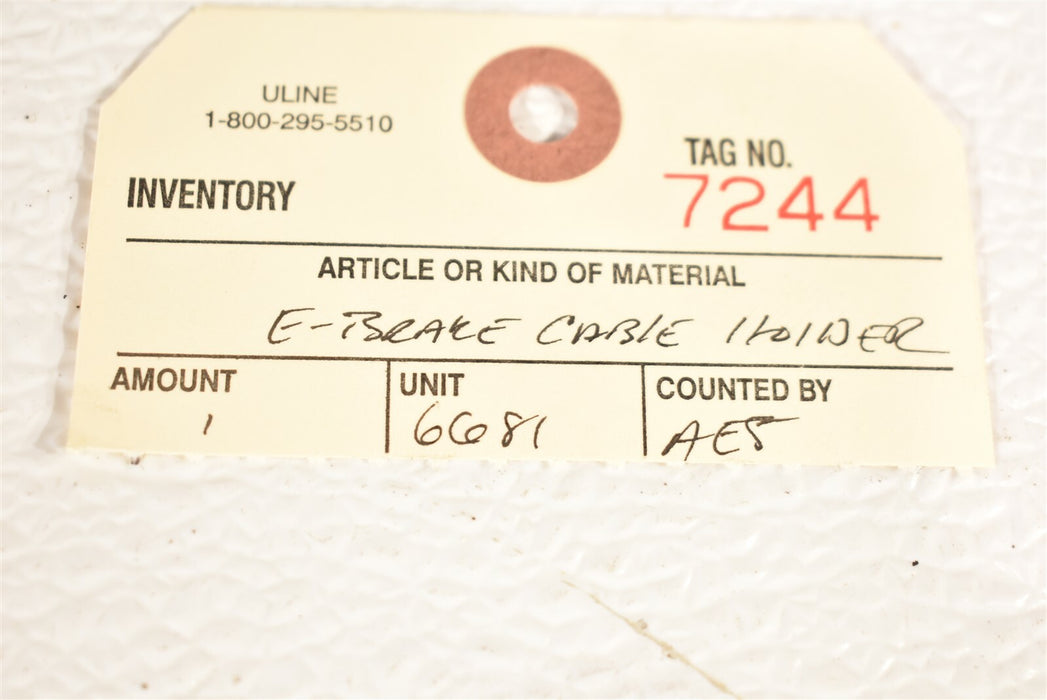 ULINE
1-800-295-5510
TAG NO.
INVENTORY
7244
ARTICLE OR KIND OF MATERIAL
E-BRAKE CABLE HOLDER
AMOUNT UNIT COUNTED BY
1 6681 AES